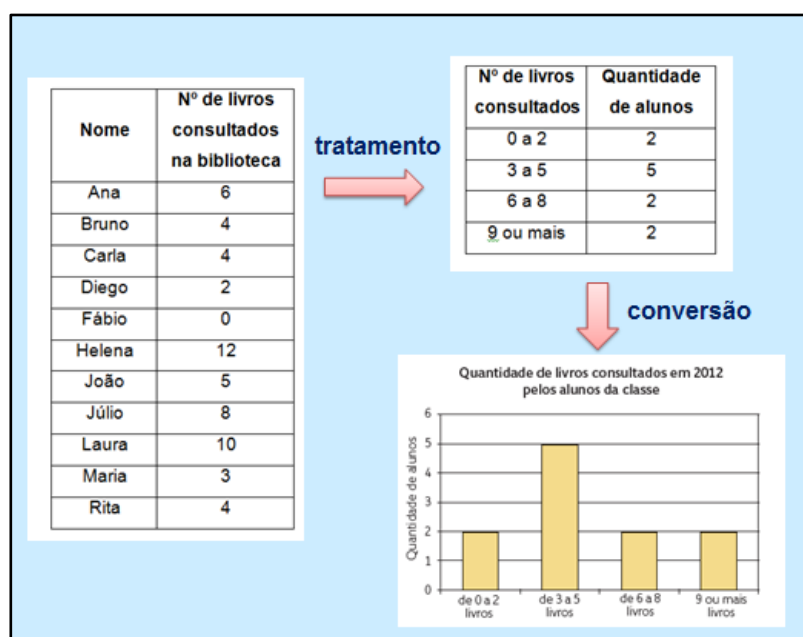 Nome
Nº de livros
consultados
na biblioteca
Ana 6
Bruno 4
Carla 4
Diego 2
Fábio 0
Helena 12
João 5
Júlio 8
Laura 10
Maria 3
Rita 4
tratamento
Nº de livros
consultados
Quantidade
de alunos
0 a 2 2
3 a 5 5
6 a 8 2
9 ou mais 2
conversão
Quantidade de livros consultados em 2012
pelos alunos da classe
Quantidade de alunos
6
5
4
3
2
1
0
de 0 a 2
livros
de 3 a 5
livros
de 6 a 8
livros
9 ou mais
livros